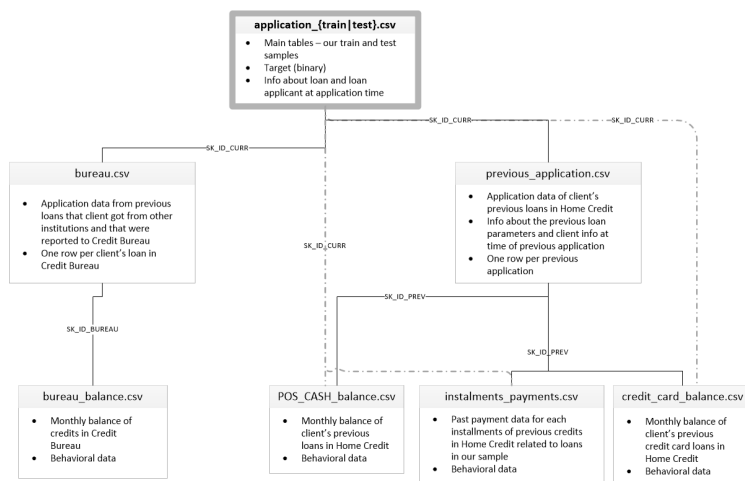 application_{train|test}.csv
• Main tables – our train and test
samples
• Target (binary)
• Info about loan and loan
applicant at application time
SK_ID_CURR
SK_ID_CURR
SK_ID_CURR
bureau.csv
• Application data from previous
loans that client got from other
institutions and that were
reported to Credit Bureau
• One row per client's loan in
Credit Bureau
previous_application.csv
• Application data of client's
previous loans in Home Credit
• Info about the previous loan
parameters and client info at
time of previous application
• One row per previous
application
SK_ID_CURR
SK_ID_PREV
SK_ID_BUREAU
SK_ID_PREV
bureau_balance.csv
• Monthly balance of
credits in Credit
Bureau
• Behavioral data
POS_CASH_balance.csv
• Monthly balance of
client's previous
loans in Home Credit
• Behavioral data
instalments_payments.csv
• Past payment data for each
installments of previous credits
in Home Credit related to loans
in our sample
• Behavioral data
credit_card_balance.csv
• Monthly balance of
client's previous
credit card loans in
Home Credit
• Behavioral data